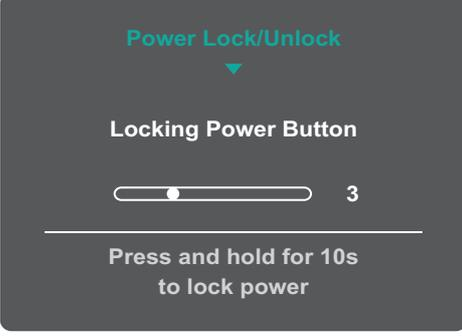 Power Lock/Unlock
Locking Power Button
3
Press and hold for 10s
to lock power